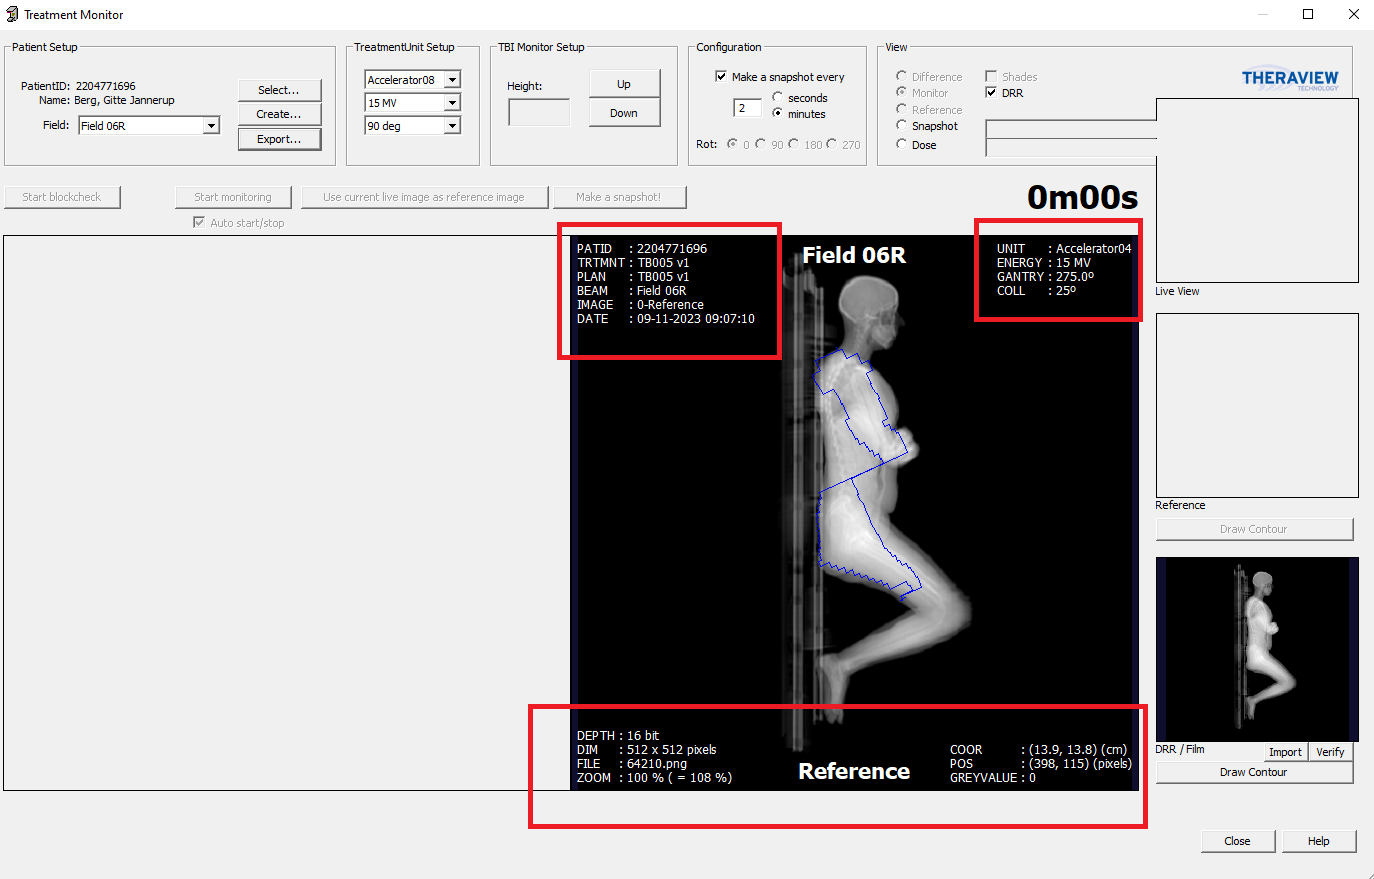 Treatment Monitor
Patient Setup
PatientID: 2204771696
Name: Berg, Gitte Jannerup
Field: Field 06R
Select...
Create...
Export...
TreatmentUnit Setup
Accelerator08
15 MV
90 deg
TBI Monitor Setup
Height:
Up
Down
Configuration
Make a snapshot every
2
seconds
minutes
Rot: 0 90 180 270
View
Difference
Monitor
Reference
Snapshot
Dose
Shades
DRR
THERAVIEW
TECHNOLOGY
Start blockcheck
Start monitoring
Use current live image as reference image
Make a snapshot!
Auto start/stop
0m00s
PATID : 2204771696
TRTMNT : TB005 v1
PLAN : TB005 v1
BEAM : Field 06R
IMAGE : 0-Reference
DATE : 09-11-2023 09:07:10
Field 06R
UNIT : Accelerator04
ENERGY : 15 MV
GANTRY : 275.0º
COLL : 25º
DEPTH : 16 bit
DIM : 512 x 512 pixels
FILE : 64210.png
ZOOM : 100 % ( = 108 %)
Reference
COOR : (13.9, 13.8) (cm)
POS : (398, 115) (pixels)
GREYVALUE : 0
Live View
Reference
Draw Contour
DRR / Film
Import
Verify
Draw Contour
Close
Help